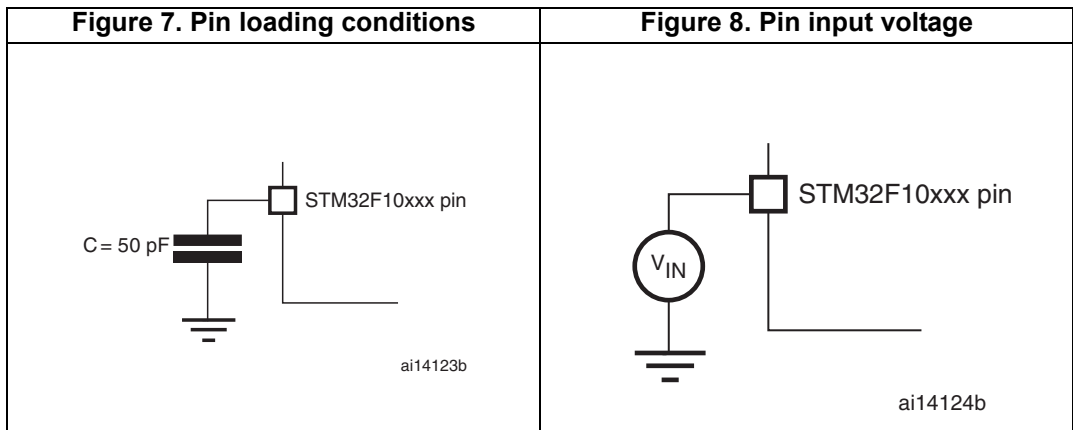 Figure 7. Pin loading conditions
Figure 8. Pin input voltage
STM32F10xxx pin
C = 50 pF
ai14123b
STM32F10xxx pin
VIN
ai14124b